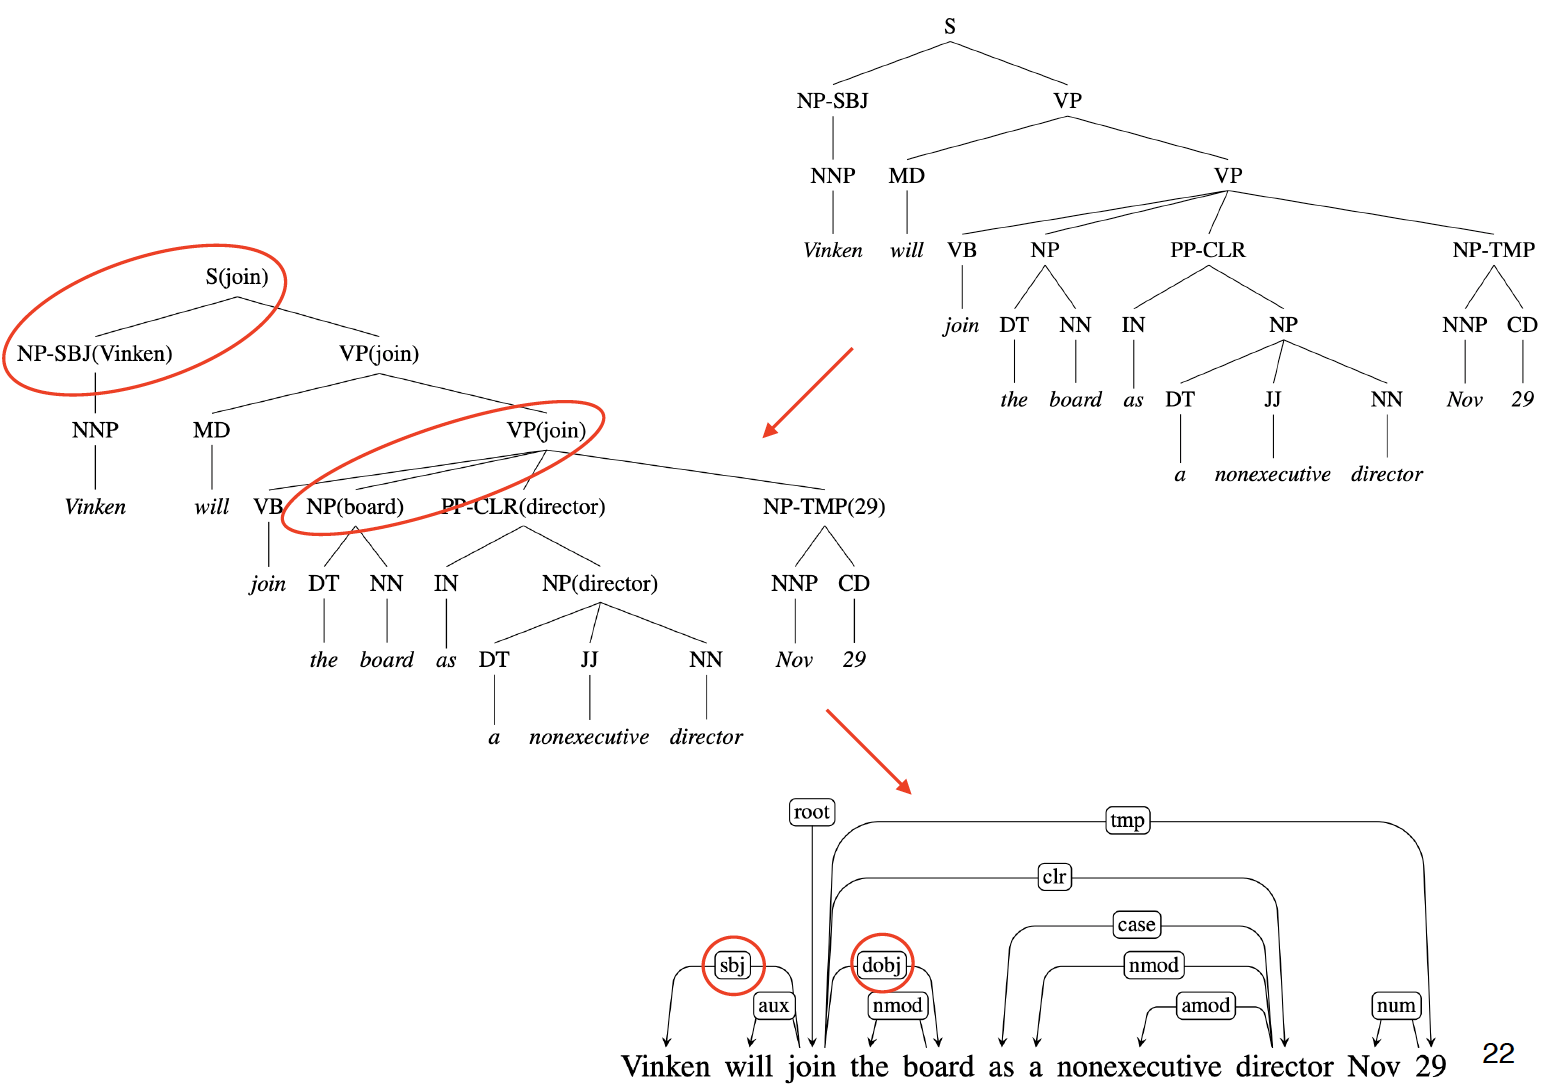 S
NP-SBJ VP
NNP MD VP
Vinken will VB NP PP-CLR NP-TMP
join DT NN IN NP NNP CD
the board as DT JJ NN Nov 29
a nonexecutive director
S(join)
NP-SBJ(Vinken) VP(join)
NNP MD VP(join)
Vinken will VB NP(board) PP-CLR(director) NP-TMP(29)
join DT NN IN NP(director) NNP CD
the board as DT JJ NN Nov 29
a nonexecutive director
root tmp
clr
case
sbj dobj nmod
aux nmod amod num
Vinken will join the board as a nonexecutive director Nov 29
22